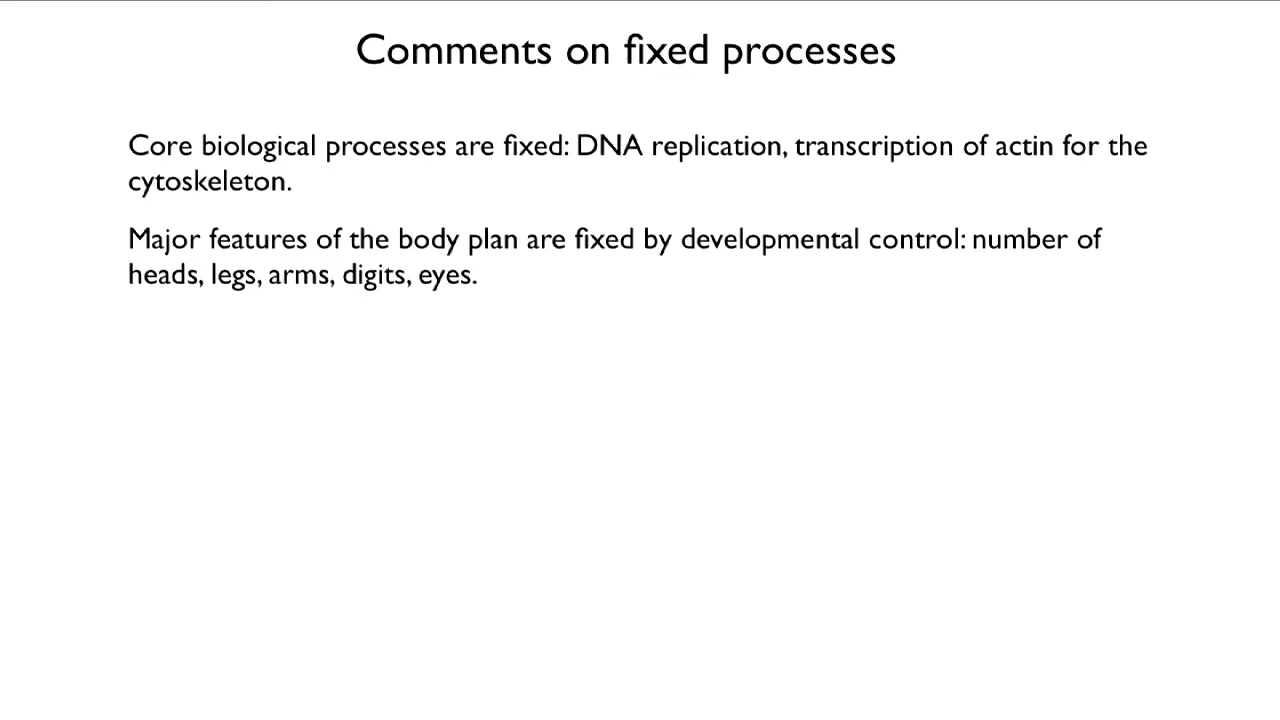 Comments on fixed processes
Core biological processes are fixed: DNA replication, transcription of actin for the
cytoskeleton.
Major features of the body plan are fixed by developmental control: number of
heads, legs, arms, digits, eyes.